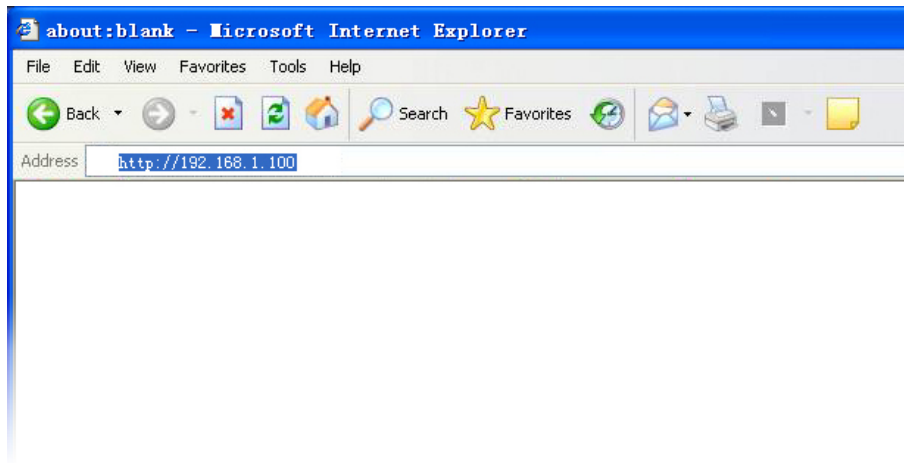 about:blank - Microsoft Internet Explorer
File Edit View Favorites Tools Help
Back Search Favorites
Address http://192.168.1.100